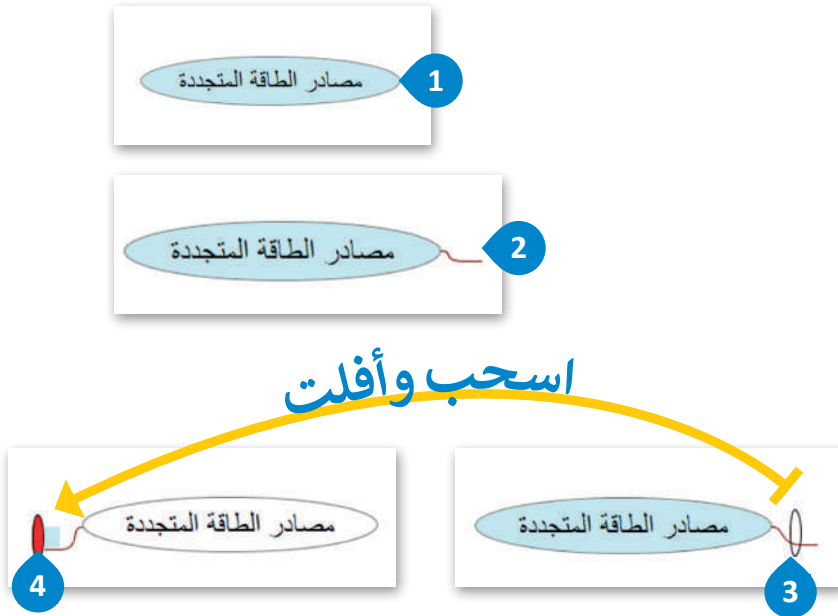 مصادر الطاقة المتجددة
1
مصادر الطاقة المتجددة
2
اسحب وأفلت
مصادر الطاقة المتجددة
3
مصادر الطاقة المتجددة
4